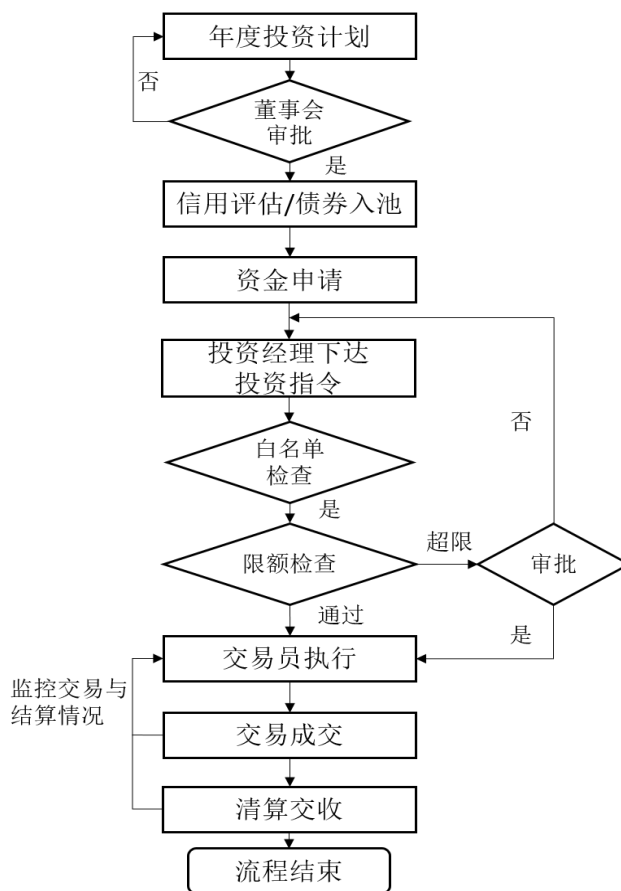 年度投资计划
否
董事会
审批
是
信用评估/债券入池
资金申请
投资经理下达
投资指令
否
白名单
检查
是
限额检查
超限
审批
通过
是
交易员执行
监控交易与
结算情况
交易成交
清算交收
流程结束